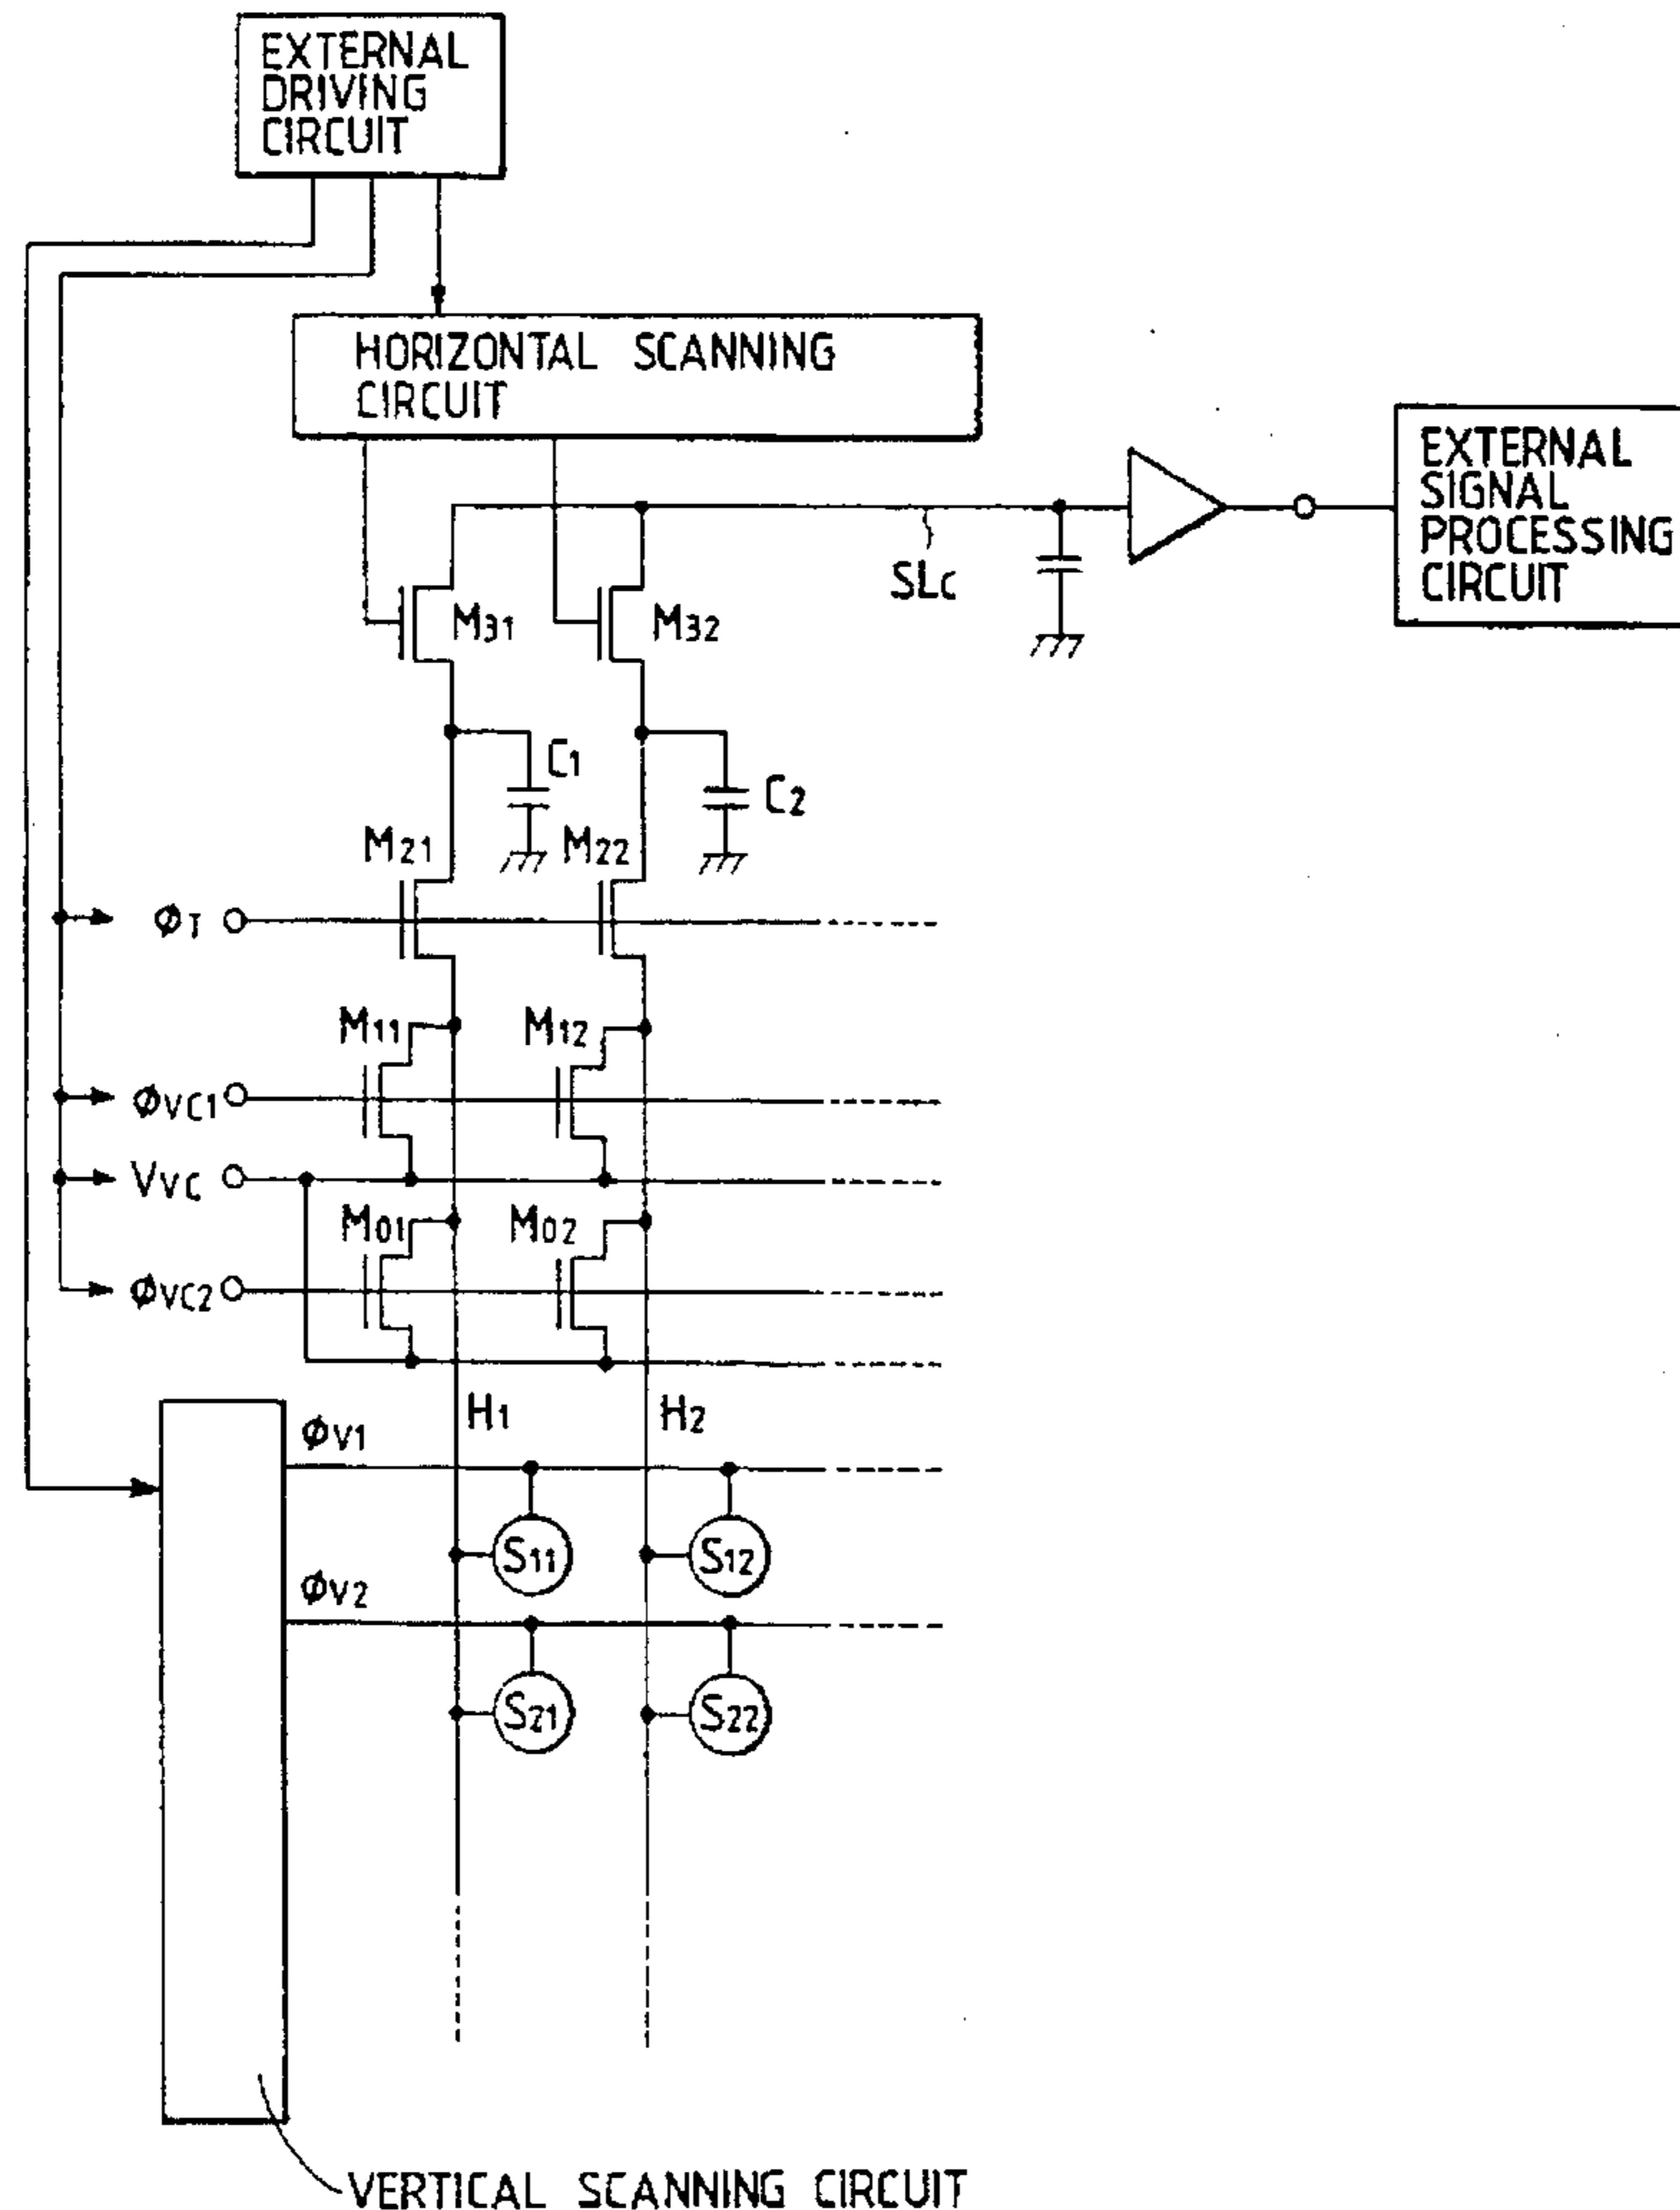 EXTERNAL
DRIVING
CIRCUIT
HORIZONTAL SCANNING
CIRCUIT
EXTERNAL
SIGNAL
PROCESSING
CIRCUIT
SLC
M31
M32
C1
C2
M21
M22
ΦT
M11
M12
ΦVC1
VVC
M01
M02
ΦVC2
H1
H2
ΦV1
S11
S12
ΦV2
S21
S22
VERTICAL SCANNING CIRCUIT